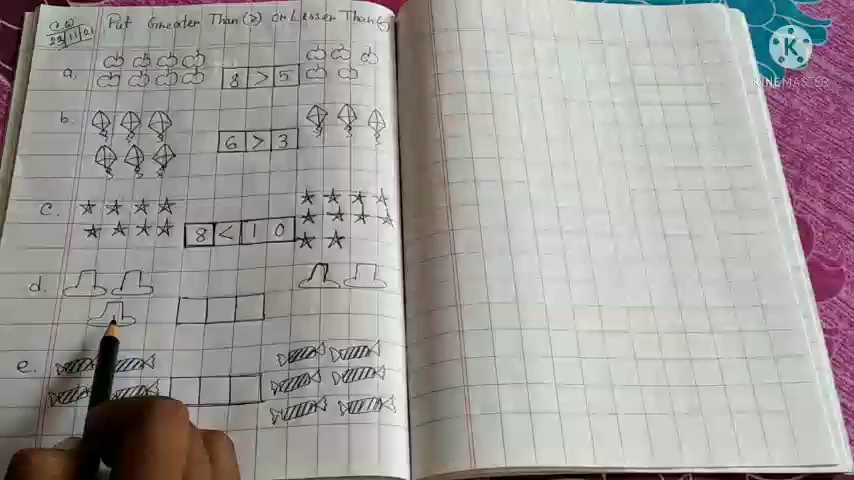 C.W Put Greater Than (>) or Lesser Than (<)
23/11/21
a. 8 > 5
b. 6 > 3
c. 8 < 10
d.
e.
K
KINEMASTER